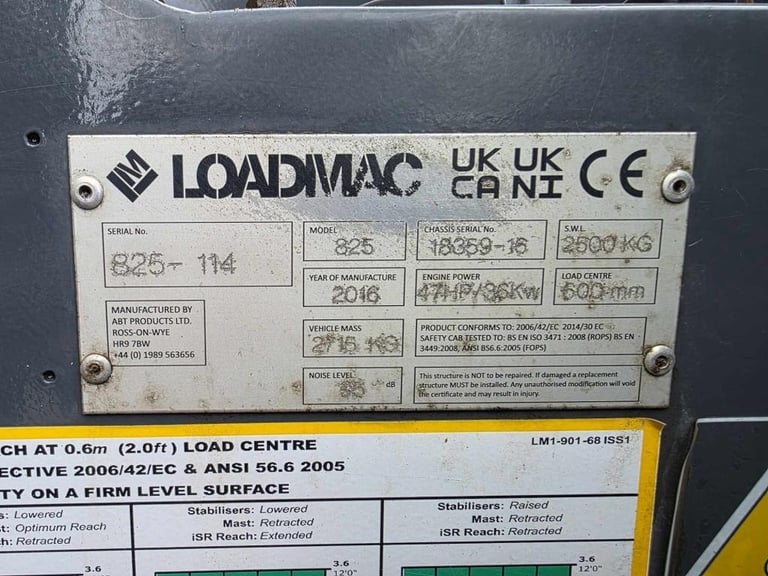 LM LOADMAC UK CA UK NI CE
SERIAL No.
825-114
MODEL
825
CHASSIS SERIAL No.
18359-16
S.W.L.
2500KG
YEAR OF MANUFACTURE
2016
ENGINE POWER
47HP/36Kw
LOAD CENTRE
600 mm
MANUFACTURED BY
ABT PRODUCTS LTD.
ROSS-ON-WYE
HR9 7BW
+44 (0) 1989 563656
VEHICLE MASS
2715 KG
PRODUCT CONFORMS TO: 2006/42/EC 2014/30 EC
SAFETY CAB TESTED TO: BS EN ISO 3471 : 2008 (ROPS) BS EN
3449:2008, ANSI B56.6:2005 (FOPS)
NOISE LEVEL
dB
This structure is NOT to be repaired. If damaged a replacement
structure MUST be installed. Any unauthorised modification will void
the certificate and may result in injury.
CH AT 0.6m (2.0ft) LOAD CENTRE
LM1-901-68 ISS1
ECTIVE 2006/42/EC & ANSI 56.6 2005
TY ON A FIRM LEVEL SURFACE
s: Lowered
t: Optimum Reach
ch: Retracted
Stabilisers: Lowered
Mast: Retracted
iSR Reach: Extended
Stabilisers: Raised
Mast: Retracted
iSR Reach: Retracted
3.6
3.6
12'0"
3.6
12'0"